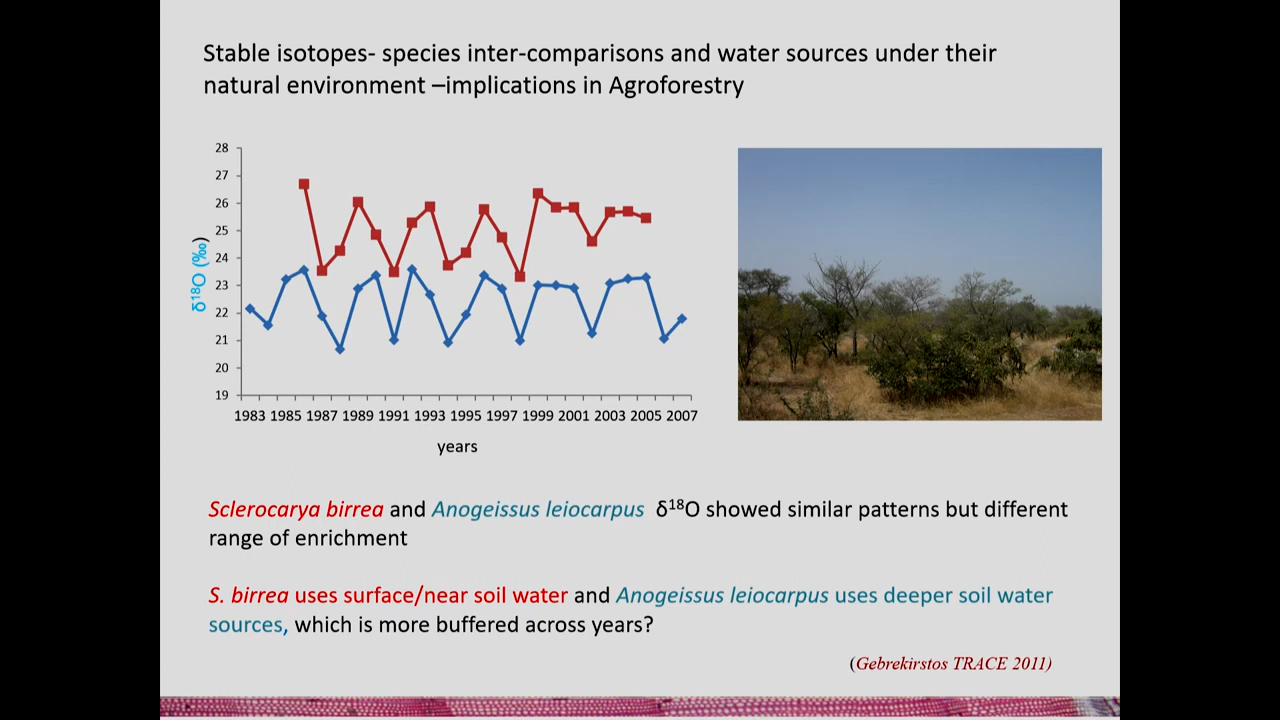 Stable isotopes- species inter-comparisons and water sources under their
natural environment –implications in Agroforestry
28
27
26
25
24
23
22
21
20
19
δ¹⁸O (‰)
1983 1985 1987 1989 1991 1993 1995 1997 1999 2001 2003 2005 2007
years
Sclerocarya birrea and Anogeissus leiocarpus δ¹⁸O showed similar patterns but different
range of enrichment
S. birrea uses surface/near soil water and Anogeissus leiocarpus uses deeper soil water
sources, which is more buffered across years?
(Gebrekirstos TRACE 2011)